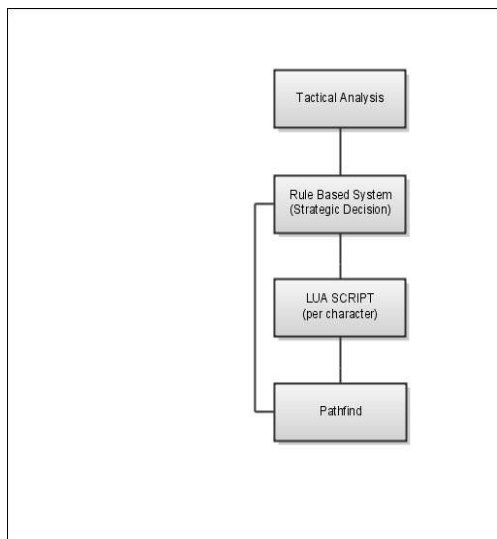 Tactical Analysis
Rule Based System
(Strategic Decision)
LUA SCRIPT
(per character)
Pathfind